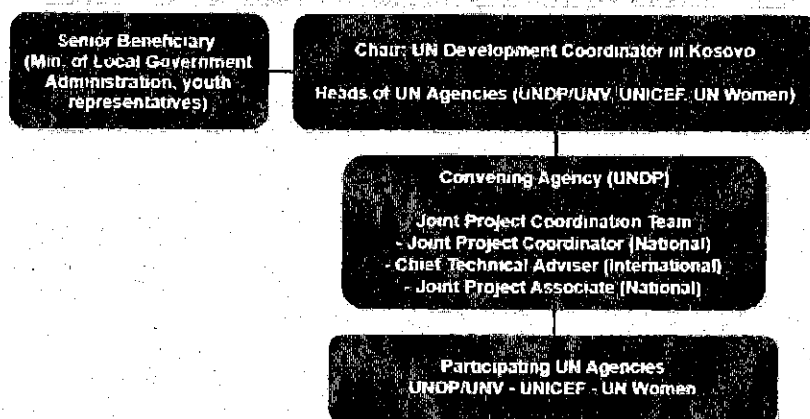 Senior Beneficiary
(Min. of Local Government
Administration, youth
representatives)
Chair: UN Development Coordinator in Kosovo
Heads of UN Agencies (UNDP/UNV, UNICEF, UN Women)
Convening Agency (UNDP)
Joint Project Coordination Team
- Joint Project Coordinator (National)
- Chief Technical Adviser (International)
- Joint Project Associate (National)
Participating UN Agencies
UNDP/UNV - UNICEF - UN Women